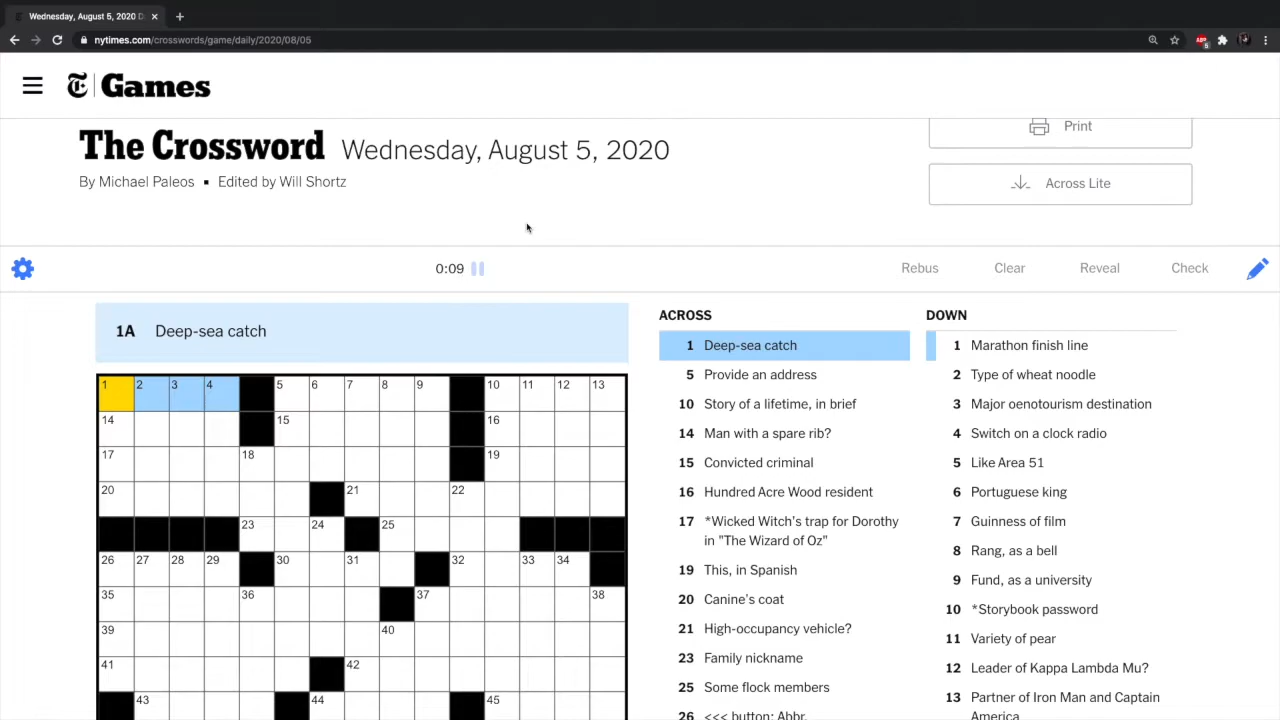 Wednesday, August 5, 2020 D
nytimes.com/crosswords/game/daily/2020/08/05
Games
Print
The Crossword Wednesday, August 5, 2020
By Michael Paleos ▪ Edited by Will Shortz
Across Lite
0:09
Rebus Clear Reveal Check
1A Deep-sea catch
1 2 3 4 5 6 7 8 9 10 11 12 13
14 15 16
17 18 19
20 21 22
23 24 25
26 27 28 29 30 31 32 33 34
35 36 37 38
39 40
41 42
43 44 45
ACROSS
1 Deep-sea catch
5 Provide an address
10 Story of a lifetime, in brief
14 Man with a spare rib?
15 Convicted criminal
16 Hundred Acre Wood resident
17 *Wicked Witch's trap for Dorothy
in "The Wizard of Oz"
19 This, in Spanish
20 Canine's coat
21 High-occupancy vehicle?
23 Family nickname
25 Some flock members
26 <<< button: Abbr.
DOWN
1 Marathon finish line
2 Type of wheat noodle
3 Major oenotourism destination
4 Switch on a clock radio
5 Like Area 51
6 Portuguese king
7 Guinness of film
8 Rang, as a bell
9 Fund, as a university
10 *Storybook password
11 Variety of pear
12 Leader of Kappa Lambda Mu?
13 Partner of Iron Man and Captain
America